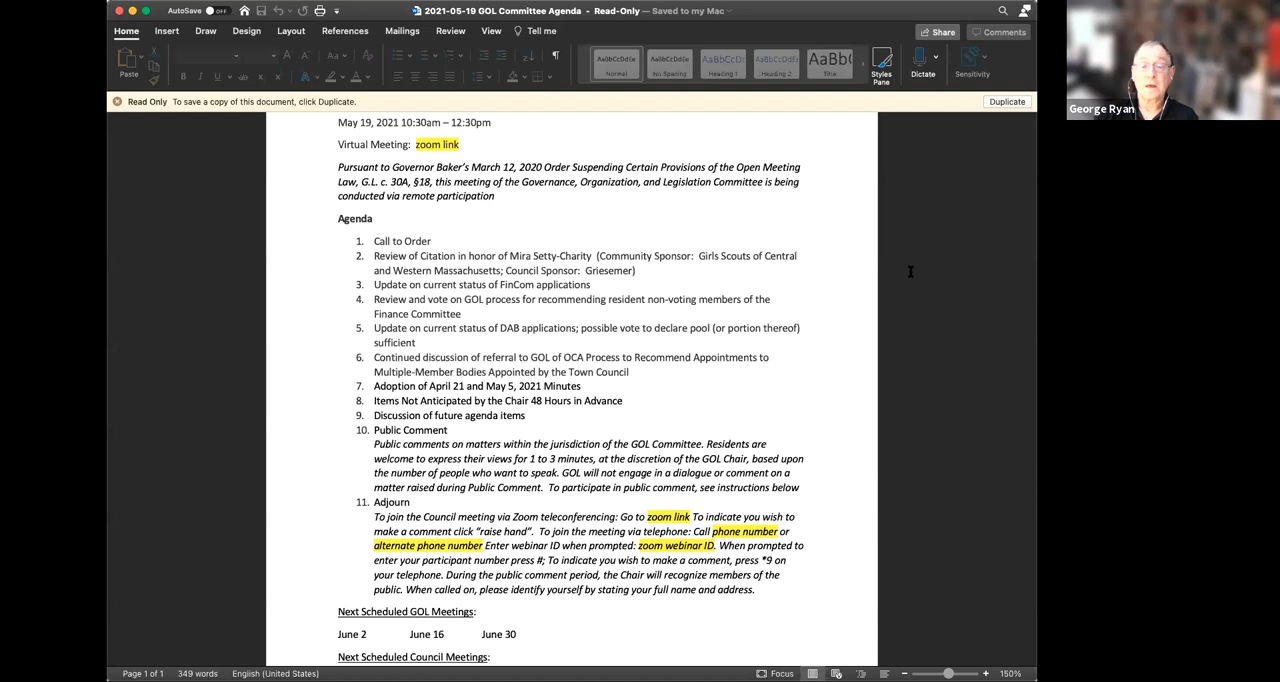 AutoSave OFF
2021-05-19 GOL Committee Agenda - Read-Only — Saved to my Mac
Home Insert Draw Design Layout References Mailings Review View Tell me
Share Comments
Paste
AaBbCcDdEe AaBbCcDdEe AaBbCcDc AaBbCcDdEe AaBbC
Normal No Spacing Heading 1 Heading 2 Title
Styles Pane
Dictate
Sensitivity
Read Only To save a copy of this document, click Duplicate.
Duplicate
George Ryan
May 19, 2021 10:30am – 12:30pm
Virtual Meeting: zoom link
Pursuant to Governor Baker's March 12, 2020 Order Suspending Certain Provisions of the Open Meeting
Law, G.L. c. 30A, §18, this meeting of the Governance, Organization, and Legislation Committee is being
conducted via remote participation
Agenda
1. Call to Order
2. Review of Citation in honor of Mira Setty-Charity (Community Sponsor: Girls Scouts of Central
and Western Massachusetts; Council Sponsor: Griesemer)
3. Update on current status of FinCom applications
4. Review and vote on GOL process for recommending resident non-voting members of the
Finance Committee
5. Update on current status of DAB applications; possible vote to declare pool (or portion thereof)
sufficient
6. Continued discussion of referral to GOL of OCA Process to Recommend Appointments to
Multiple-Member Bodies Appointed by the Town Council
7. Adoption of April 21 and May 5, 2021 Minutes
8. Items Not Anticipated by the Chair 48 Hours in Advance
9. Discussion of future agenda items
10. Public Comment
Public comments on matters within the jurisdiction of the GOL Committee. Residents are
welcome to express their views for 1 to 3 minutes, at the discretion of the GOL Chair, based upon
the number of people who want to speak. GOL will not engage in a dialogue or comment on a
matter raised during Public Comment. To participate in public comment, see instructions below
11. Adjourn
To join the Council meeting via Zoom teleconferencing: Go to zoom link To indicate you wish to
make a comment click "raise hand". To join the meeting via telephone: Call phone number or
alternate phone number Enter webinar ID when prompted: zoom webinar ID. When prompted to
enter your participant number press #; To indicate you wish to make a comment, press *9 on
your telephone. During the public comment period, the Chair will recognize members of the
public. When called on, please identify yourself by stating your full name and address.
Next Scheduled GOL Meetings:
June 2 June 16 June 30
Next Scheduled Council Meetings:
Page 1 of 1 349 words English (United States)
Focus
150%